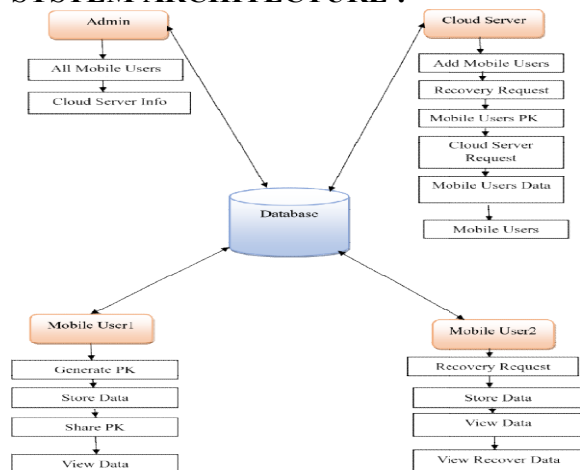 SYSTEM ARCHITECTURE :
Admin
All Mobile Users
Cloud Server Info
Cloud Server
Add Mobile Users
Recovery Request
Mobile Users PK
Cloud Server
Request
Mobile Users Data
Mobile Users
Database
Mobile User1
Generate PK
Store Data
Share PK
View Data
Mobile User2
Recovery Request
Store Data
View Data
View Recover Data